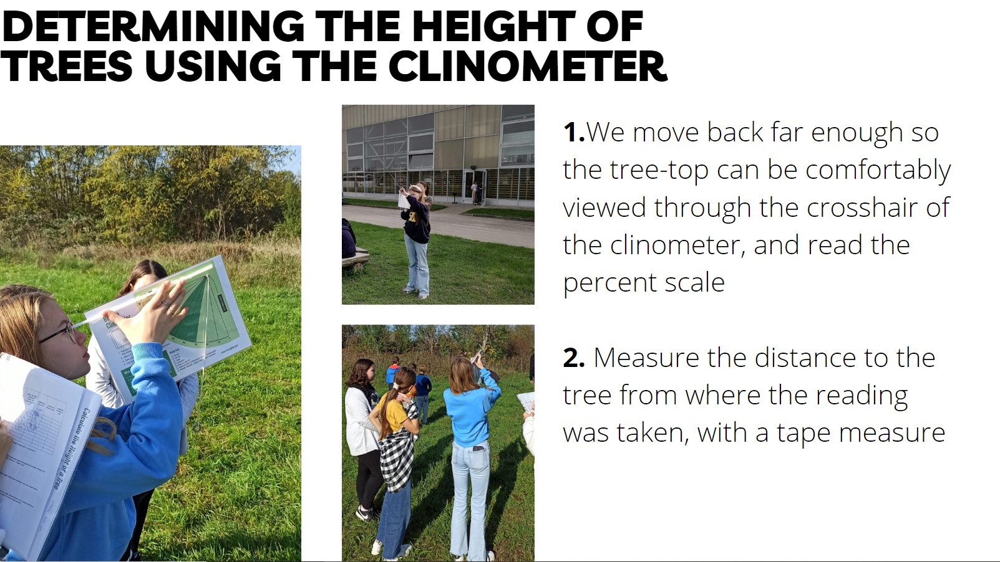 DETERMINING THE HEIGHT OF
TREES USING THE CLINOMETER
1.We move back far enough so
the tree-top can be comfortably
viewed through the crosshair of
the clinometer, and read the
percent scale
2. Measure the distance to the
tree from where the reading
was taken, with a tape measure
Materials
Calculate the Height of a Tree